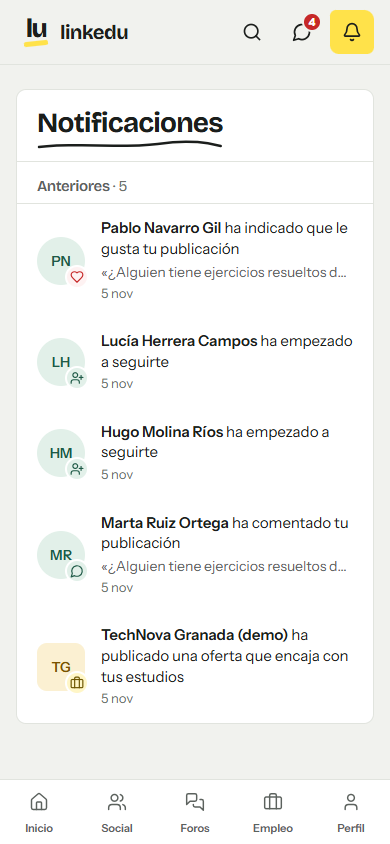 lu linkedu
4
Notificaciones
Anteriores · 5
PN
Pablo Navarro Gil ha indicado que le
gusta tu publicación
«¿Alguien tiene ejercicios resueltos d…
5 nov
LH
Lucía Herrera Campos ha empezado
a seguirte
5 nov
HM
Hugo Molina Ríos ha empezado a
seguirte
5 nov
MR
Marta Ruiz Ortega ha comentado tu
publicación
«¿Alguien tiene ejercicios resueltos d…
5 nov
TG
TechNova Granada (demo) ha
publicado una oferta que encaja con
tus estudios
5 nov
Inicio Social Foros Empleo Perfil